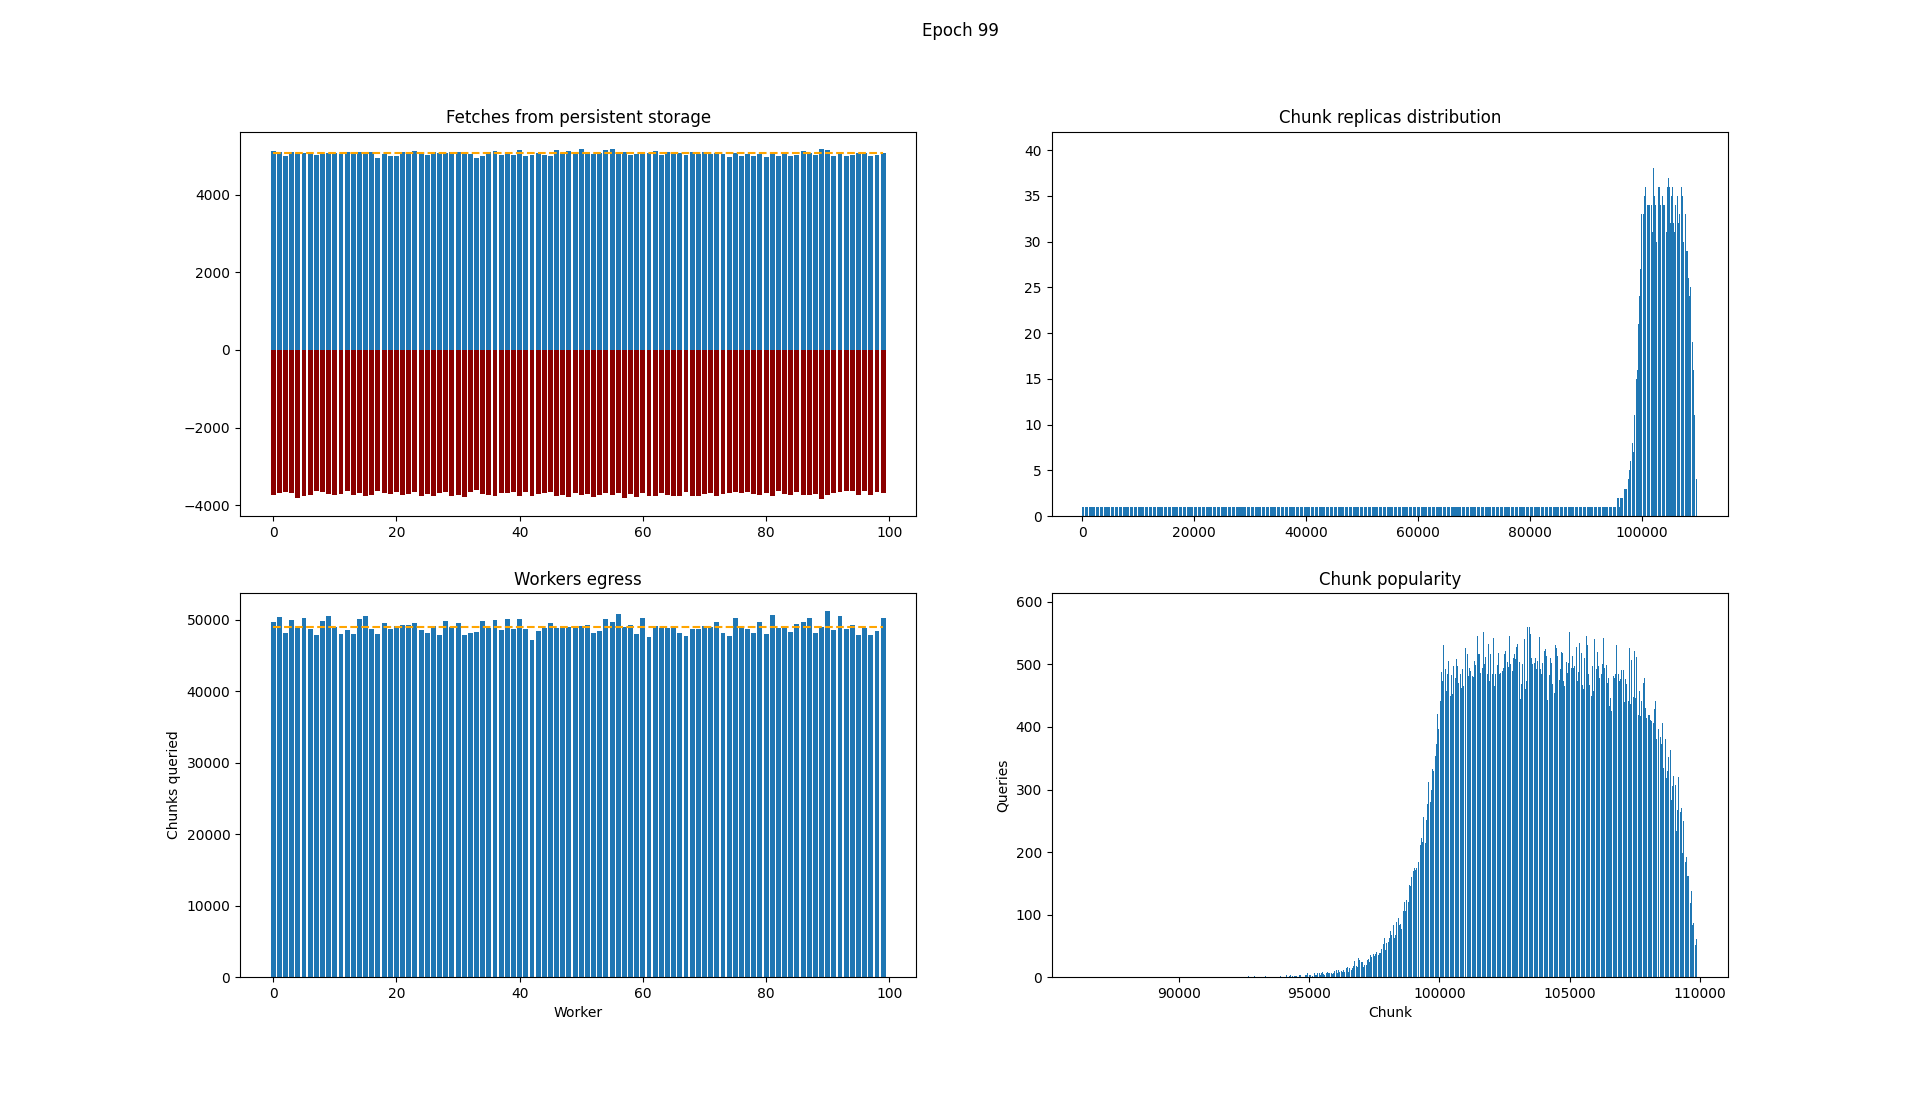 Epoch 99
Fetches from persistent storage
4000
2000
0
−2000
−4000
0 20 40 60 80 100
Chunk replicas distribution
40
35
30
25
20
15
10
5
0
0 20000 40000 60000 80000 100000
Workers egress
Chunks queried
50000
40000
30000
20000
10000
0
0 20 40 60 80 100
Worker
Chunk popularity
Queries
600
500
400
300
200
100
0
90000 95000 100000 105000 110000
Chunk